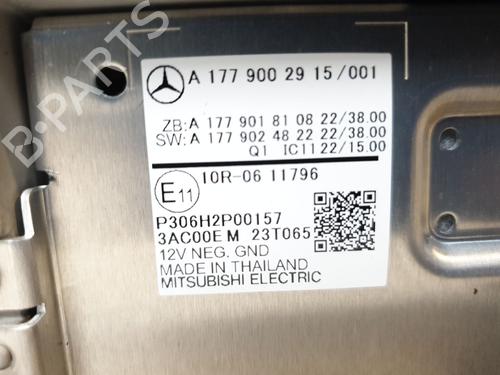 A 177 900 29 15/001
ZB: A 177 901 81 08 22/38.00
SW: A 177 902 48 22 22/38.00
Q1 IC11 22/15.00
E11 10R-06 11796
P306H2P00157
3AC00E M 23T065
12V NEG. GND
MADE IN THAILAND
MITSUBISHI ELECTRIC
B-PARTS